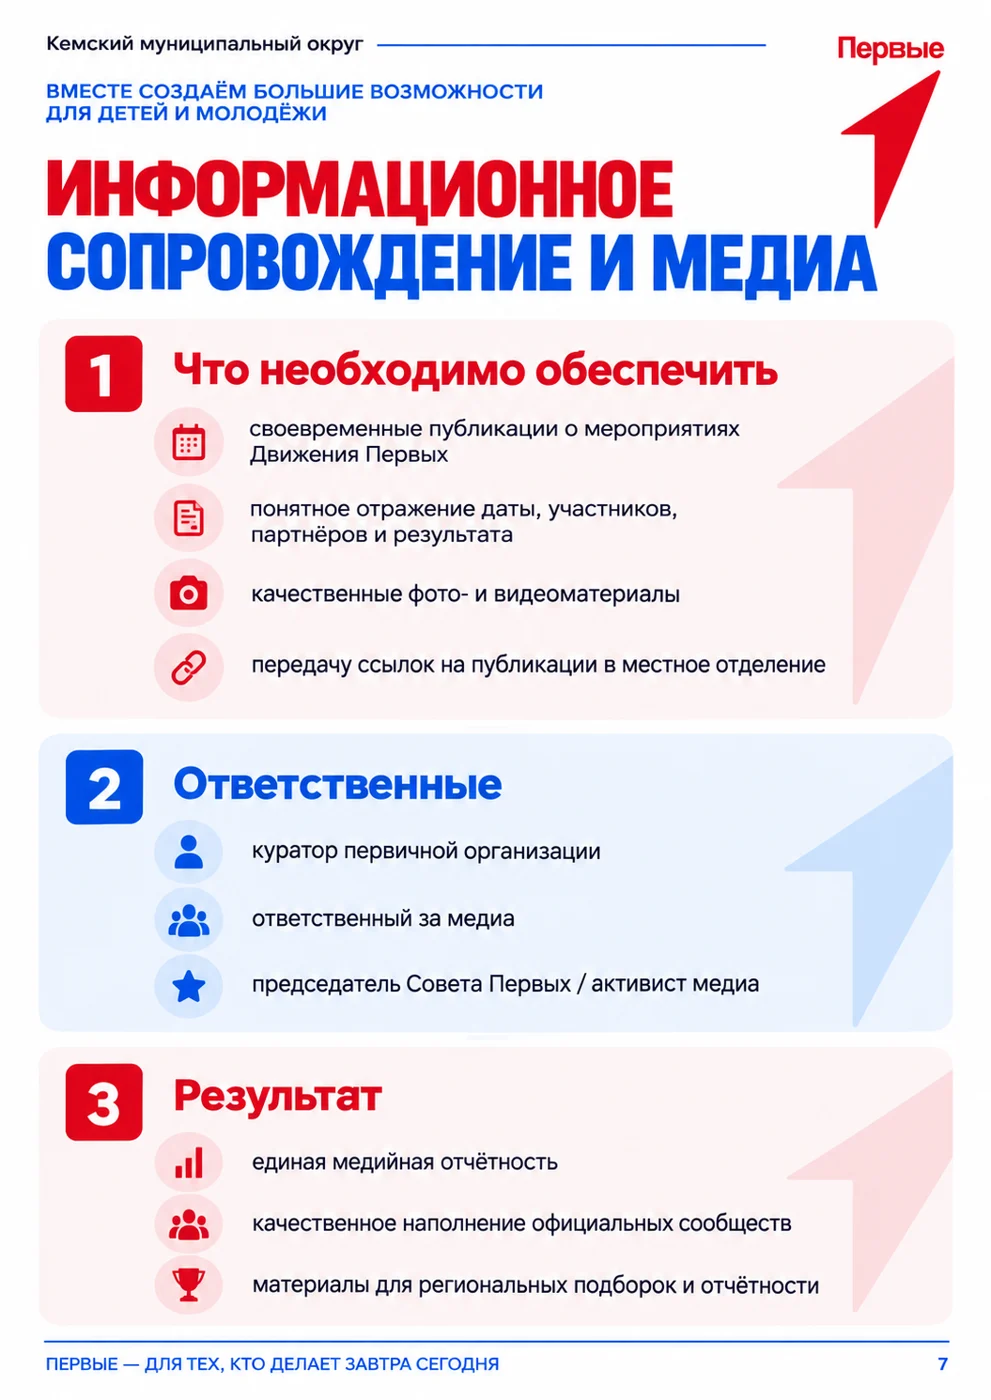 Кемский муниципальный округ
Первые
ВМЕСТЕ СОЗДАЁМ БОЛЬШИЕ ВОЗМОЖНОСТИ
ДЛЯ ДЕТЕЙ И МОЛОДЁЖИ
ИНФОРМАЦИОННОЕ
СОПРОВОЖДЕНИЕ И МЕДИА
1 Что необходимо обеспечить
своевременные публикации о мероприятиях
Движения Первых
понятное отражение даты, участников,
партнёров и результата
качественные фото- и видеоматериалы
передачу ссылок на публикации в местное отделение
2 Ответственные
куратор первичной организации
ответственный за медиа
председатель Совета Первых / активист медиа
3 Результат
единая медийная отчётность
качественное наполнение официальных сообществ
материалы для региональных подборок и отчётности
ПЕРВЫЕ — ДЛЯ ТЕХ, КТО ДЕЛАЕТ ЗАВТРА СЕГОДНЯ 7